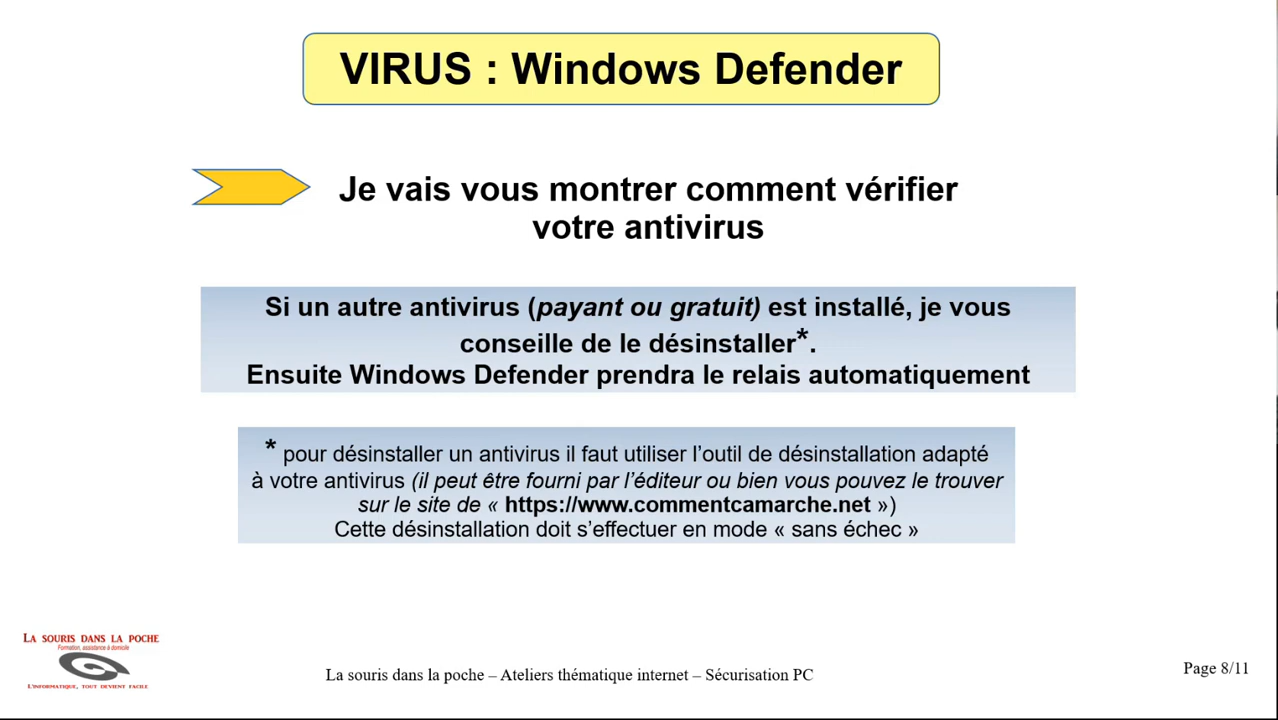 VIRUS : Windows Defender
Je vais vous montrer comment vérifier
votre antivirus
Si un autre antivirus (payant ou gratuit) est installé, je vous
conseille de le désinstaller*.
Ensuite Windows Defender prendra le relais automatiquement
* pour désinstaller un antivirus il faut utiliser l’outil de désinstallation adapté
à votre antivirus (il peut être fourni par l’éditeur ou bien vous pouvez le trouver
sur le site de « https://www.commentcamarche.net »)
Cette désinstallation doit s’effectuer en mode « sans échec »
LA SOURIS DANS LA POCHE
Formation, assistance à domicile
L'INFORMATIQUE, TOUT DEVIENT FACILE
La souris dans la poche – Ateliers thématique internet – Sécurisation PC
Page 8/11